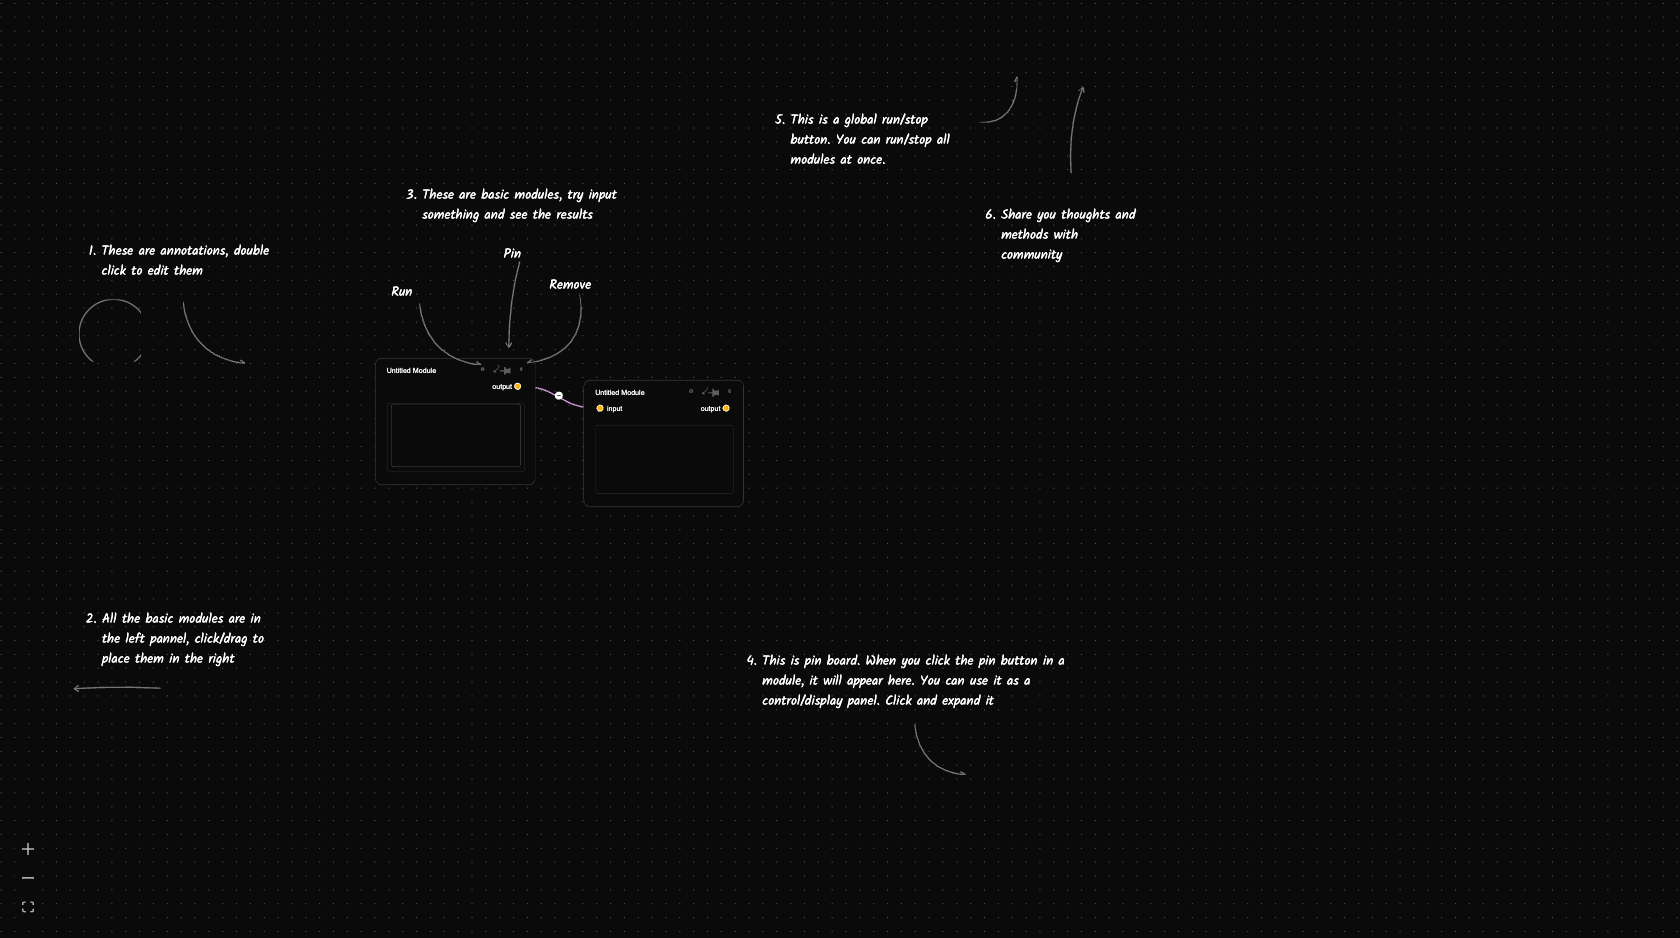 1. These are annotations, double
click to edit them
2. All the basic modules are in
the left pannel, click/drag to
place them in the right
3. These are basic modules, try input
something and see the results
Pin
Run
Remove
Untitled Module
output
Untitled Module
input
output
4. This is pin board. When you click the pin button in a
module, it will appear here. You can use it as a
control/display panel. Click and expand it
5. This is a global run/stop
button. You can run/stop all
modules at once.
6. Share you thoughts and
methods with
community